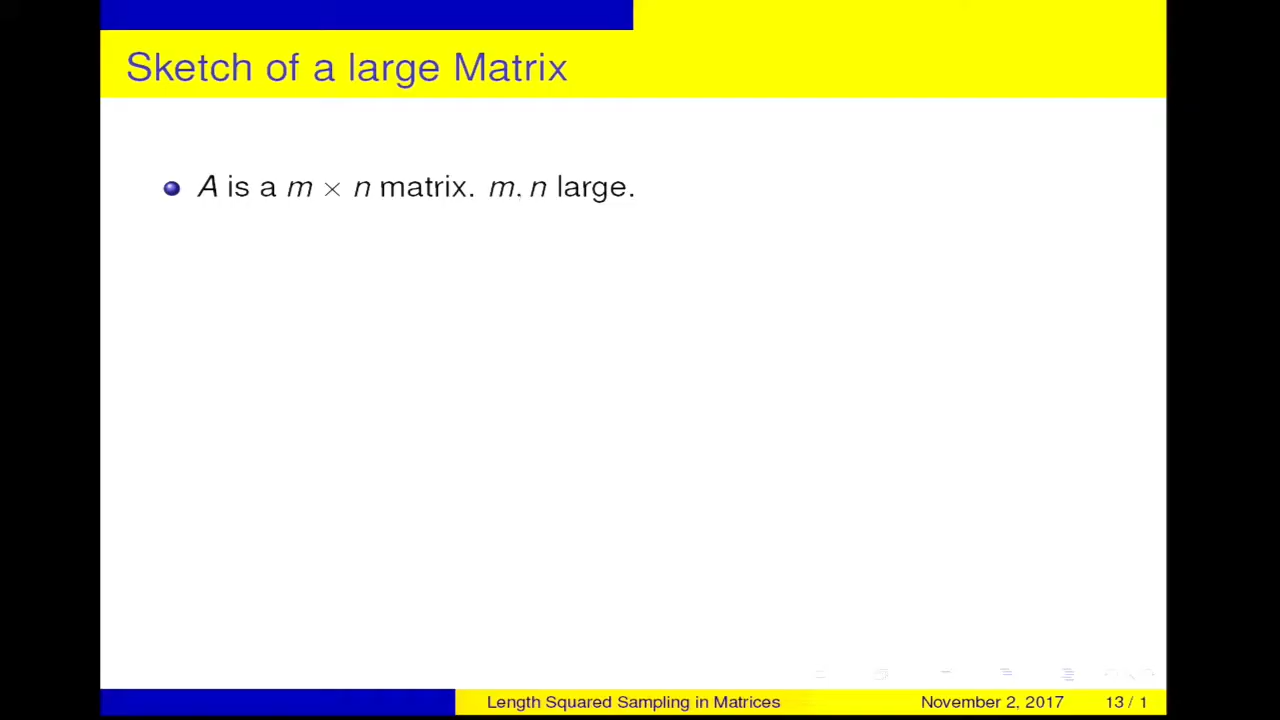 Sketch of a large Matrix
A is a m × n matrix. m, n large.
Length Squared Sampling in Matrices November 2, 2017 13 / 1